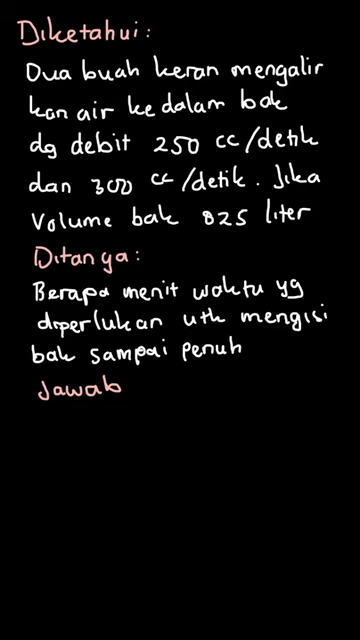 Diketahui:
Dua buah keran mengalir
kan air ke dalam bak
dg debit 250 cc/detik
dan 300 cc/detik. Jika
Volume bak 825 liter
Ditanya:
Berapa menit waktu yg
diperlukan utk mengisi
bak sampai penuh
Jawab